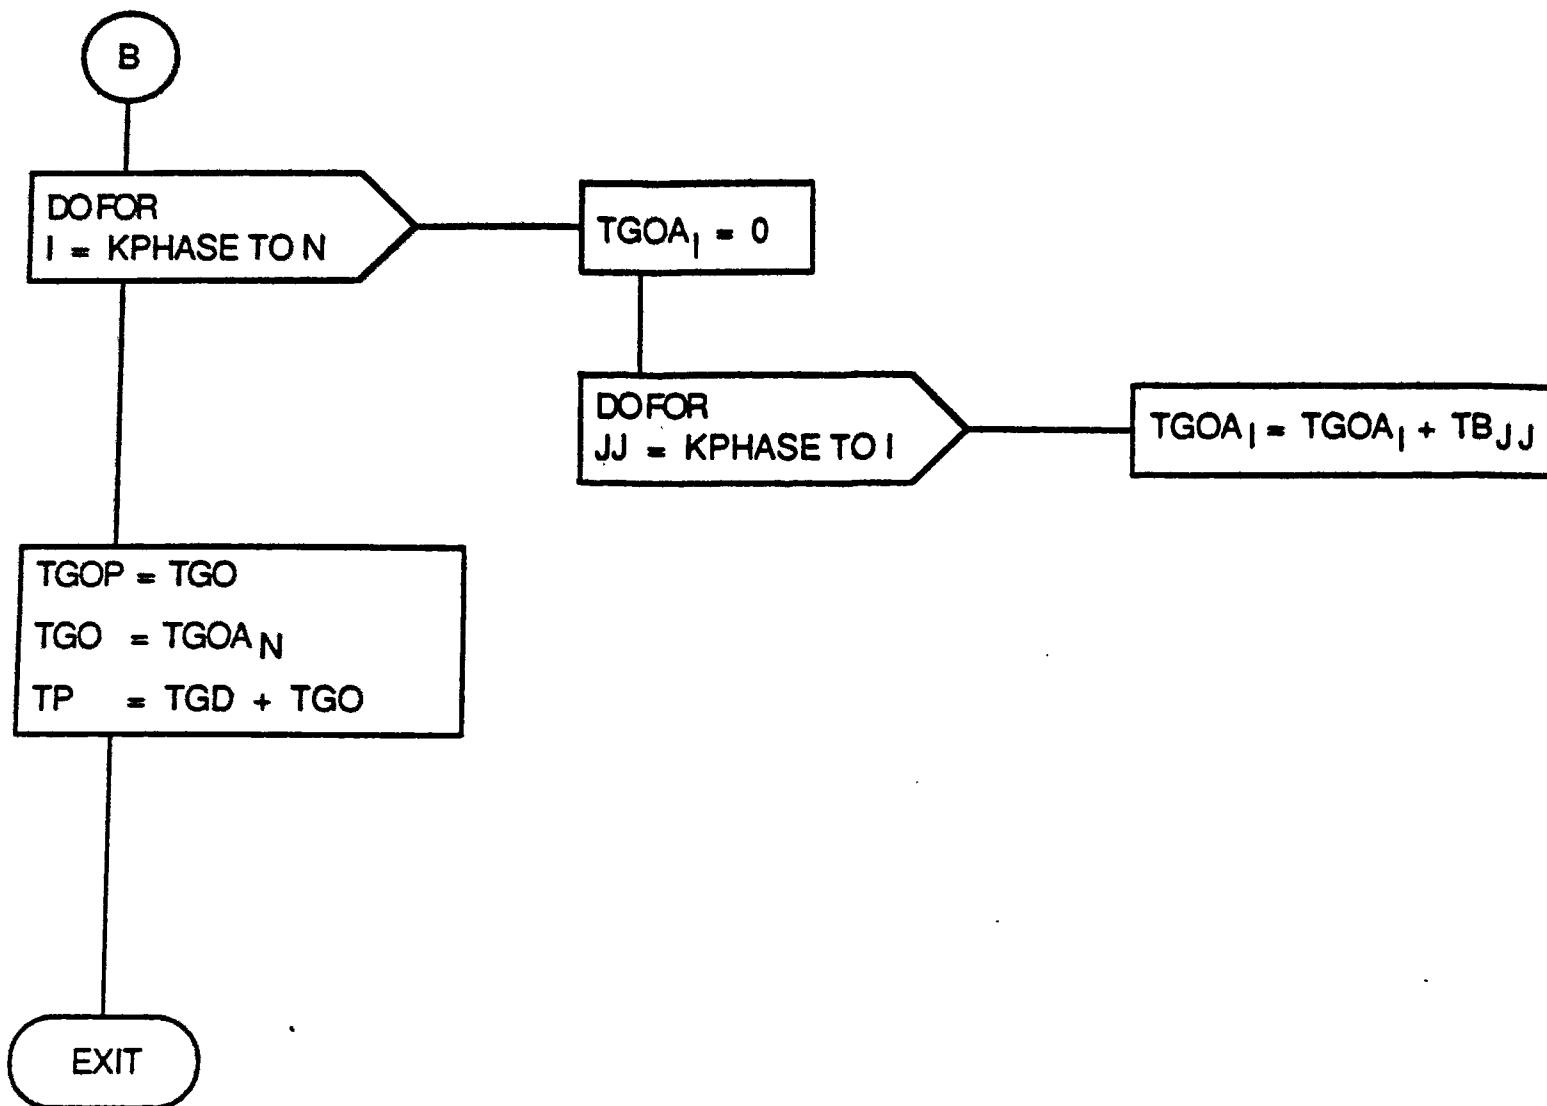 B
DO FOR
I = KPHASE TO N
TGOA_I = 0
DO FOR
JJ = KPHASE TO I
TGOA_I = TGOA_I + TB_JJ
TGOP = TGO
TGO = TGOA_N
TP = TGD + TGO
EXIT